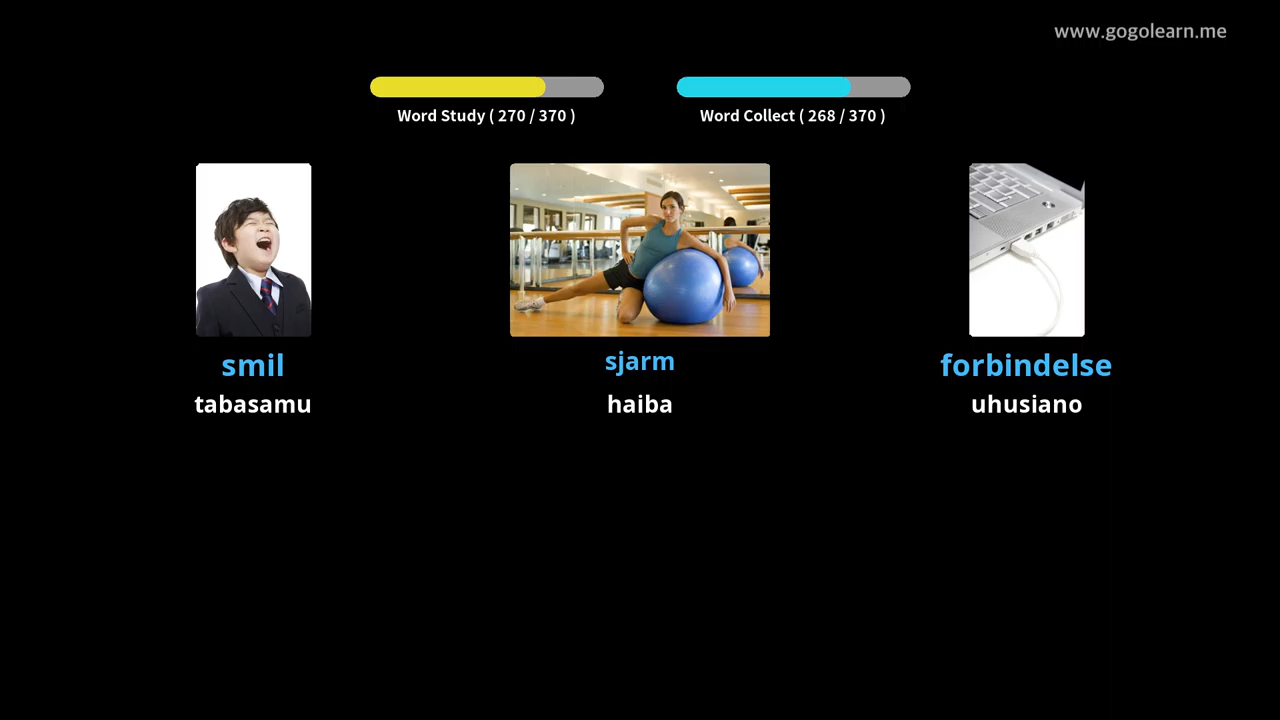 www.gogolearn.me
Word Study ( 270 / 370 )
Word Collect ( 268 / 370 )
smil
sjarm
forbindelse
tabasamu
haiba
uhusiano